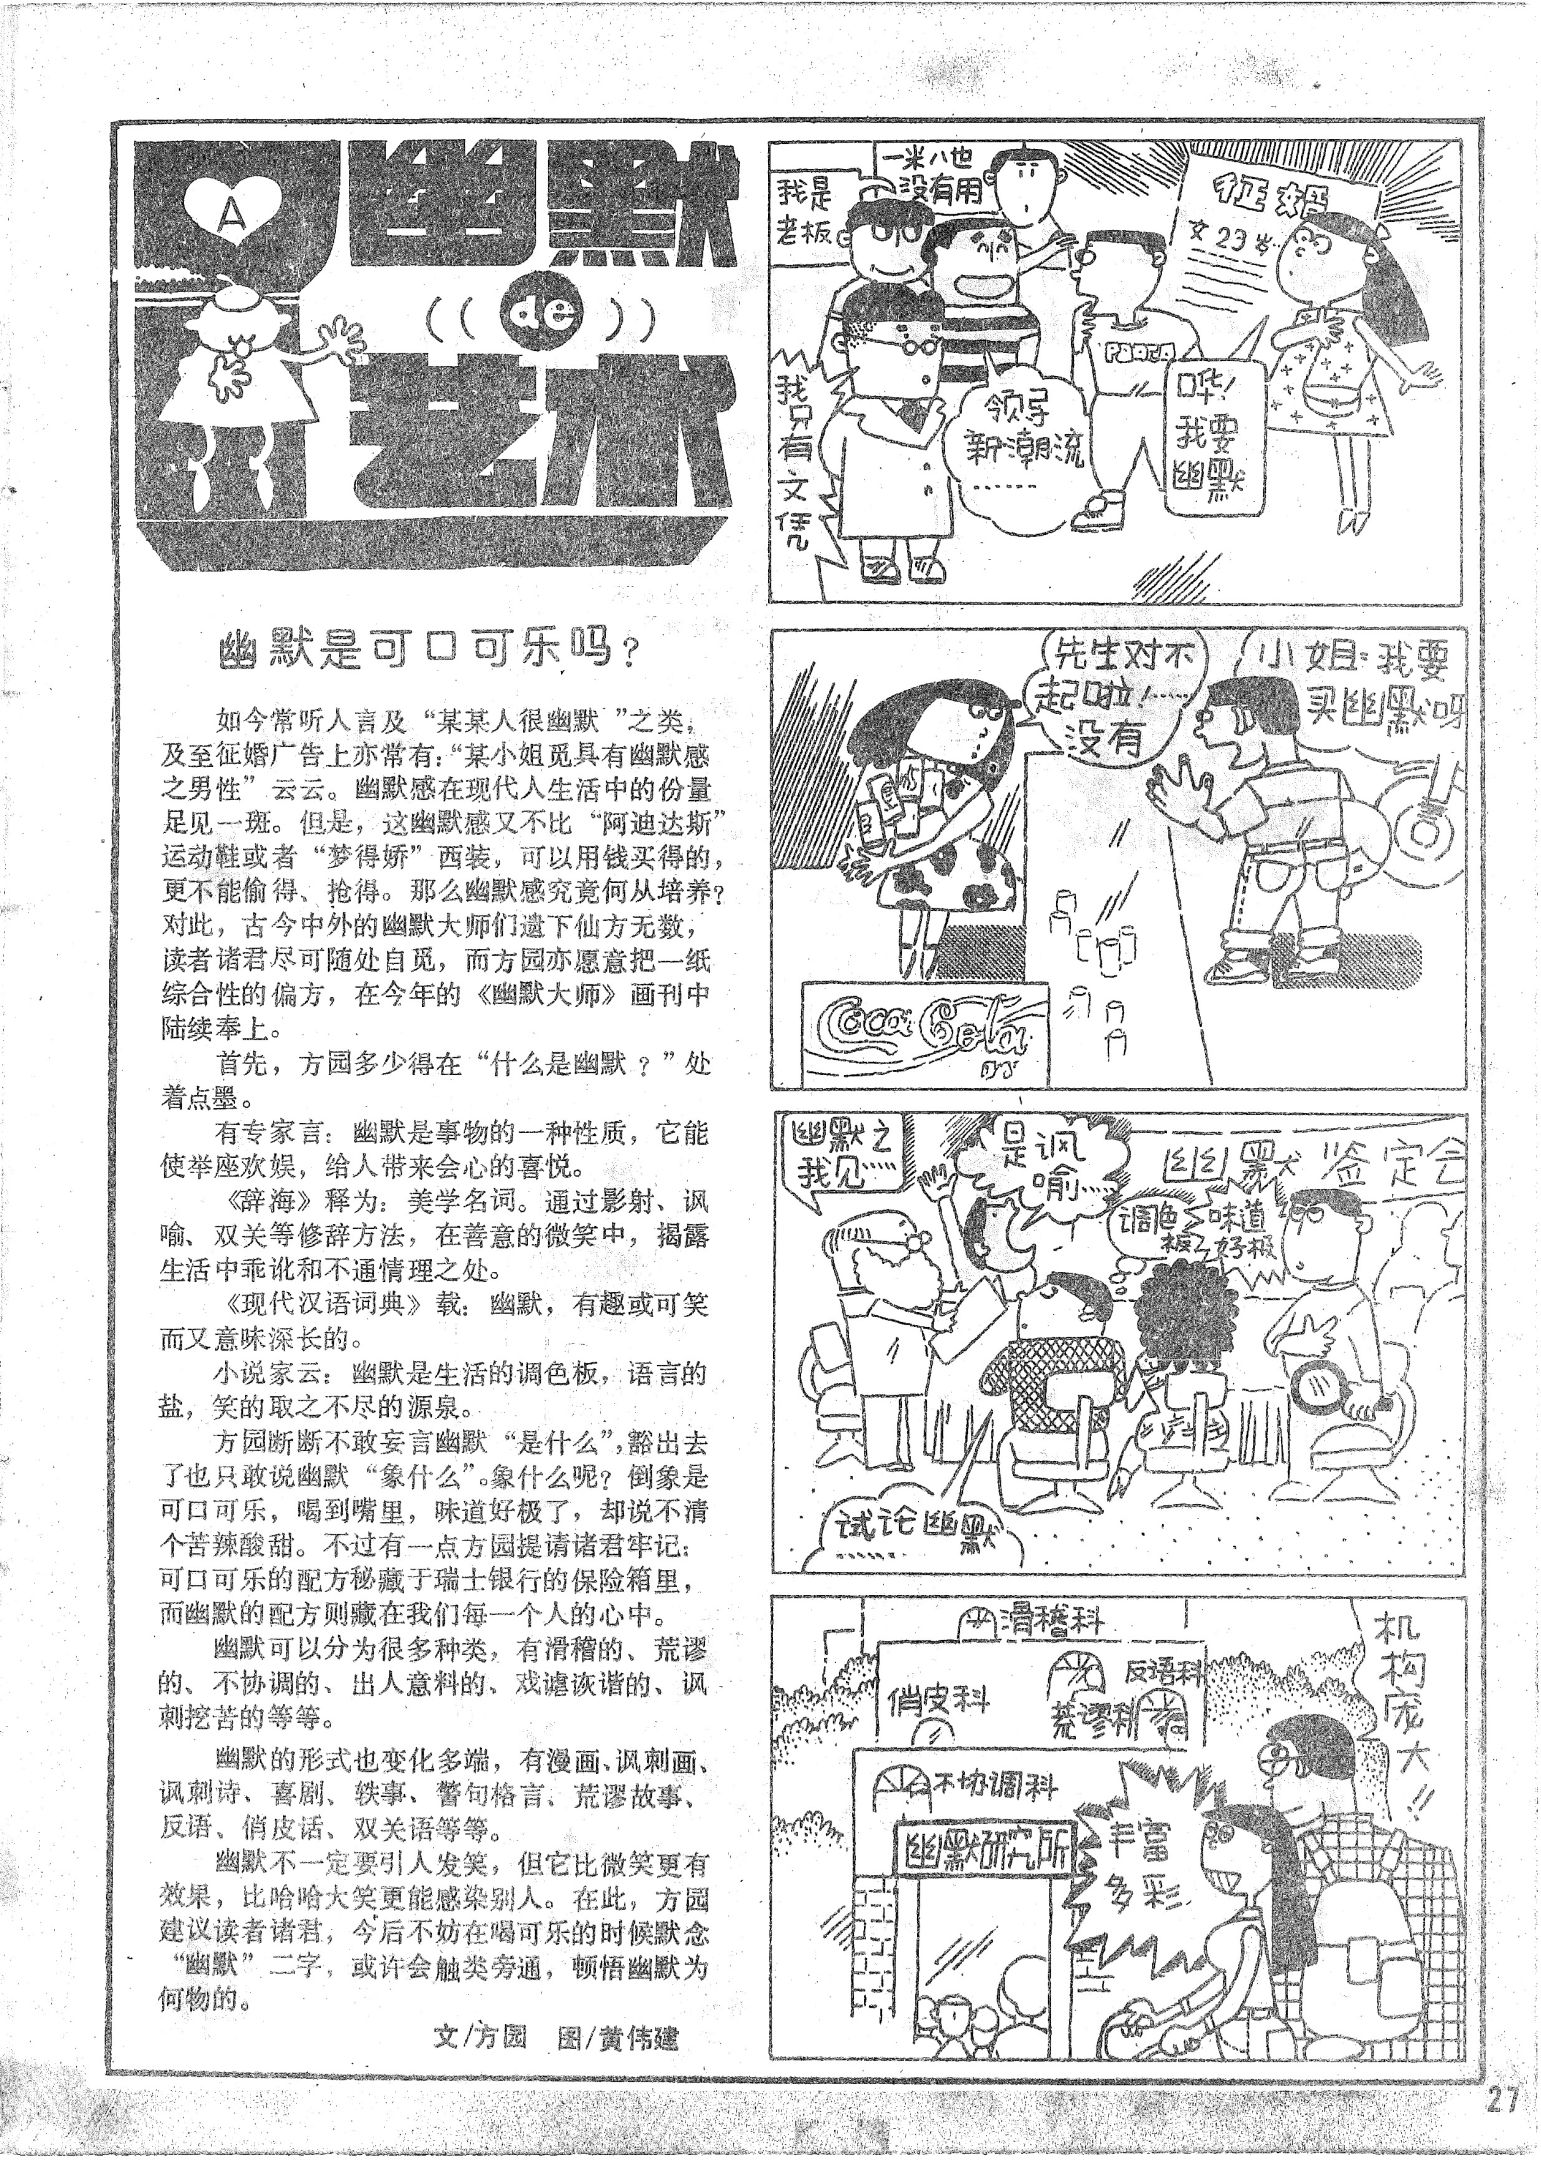 A
幽默
de
艺术
幽默是可口可乐吗?
如今常听人言及“某某人很幽默”之类,
及至征婚广告上亦常有:“某小姐觅具有幽默感
之男性”云云。幽默感在现代人生活中的份量
足见一斑。但是,这幽默感又不比“阿迪达斯”
运动鞋或者“梦得娇”西装,可以用钱买得的,
更不能偷得、抢得。那么幽默感究竟何从培养?
对此,古今中外的幽默大师们遗下仙方无数,
读者诸君尽可随处自觅,而方园亦愿意把一纸
综合性的偏方,在今年的《幽默大师》画刊中
陆续奉上。
首先,方园多少得在“什么是幽默?”处
着点墨。
有专家言:幽默是事物的一种性质,它能
使举座欢娱,给人带来会心的喜悦。
《辞海》释为:美学名词。通过影射、讽
喻、双关等修辞方法,在善意的微笑中,揭露
生活中乖讹和不通情理之处。
《现代汉语词典》载:幽默,有趣或可笑
而又意味深长的。
小说家云:幽默是生活的调色板,语言的
盐,笑的取之不尽的源泉。
方园断断不敢妄言幽默“是什么”,豁出去
了也只敢说幽默“象什么”。象什么呢?倒象是
可口可乐,喝到嘴里,味道好极了,却说不清
个苦辣酸甜。不过有一点方园提请诸君牢记:
可口可乐的配方秘藏于瑞士银行的保险箱里,
而幽默的配方则藏在我们每一个人的心中。
幽默可以分为很多种类,有滑稽的、荒谬
的、不协调的、出人意料的、戏谑诙谐的、讽
刺挖苦的等等。
幽默的形式也变化多端,有漫画、讽刺画、
讽刺诗、喜剧、轶事、警句格言、荒谬故事、
反语、俏皮话、双关语等等。
幽默不一定要引人发笑,但它比微笑更有
效果,比哈哈大笑更能感染别人。在此,方园
建议读者诸君,今后不妨在喝可乐的时候默念
“幽默”二字,或许会触类旁通,顿悟幽默为
何物的。
文/方园 图/黄伟建
一米八也
没有用
我是
老板
征婚
女23岁
我只有文凭
领导
新潮流
……
哗!
我要
幽默
先生对不
起啦!……
没有
小姐:我要
买幽默呀
Coca Cola
幽默之
我见……
是讽
喻……
幽默鉴定会
调色
板
味道
好极
试论幽默
……
滑稽科
反语科
俏皮科
荒谬科
不协调科
幽默研究所
丰富
多彩
机构庞大!!
27